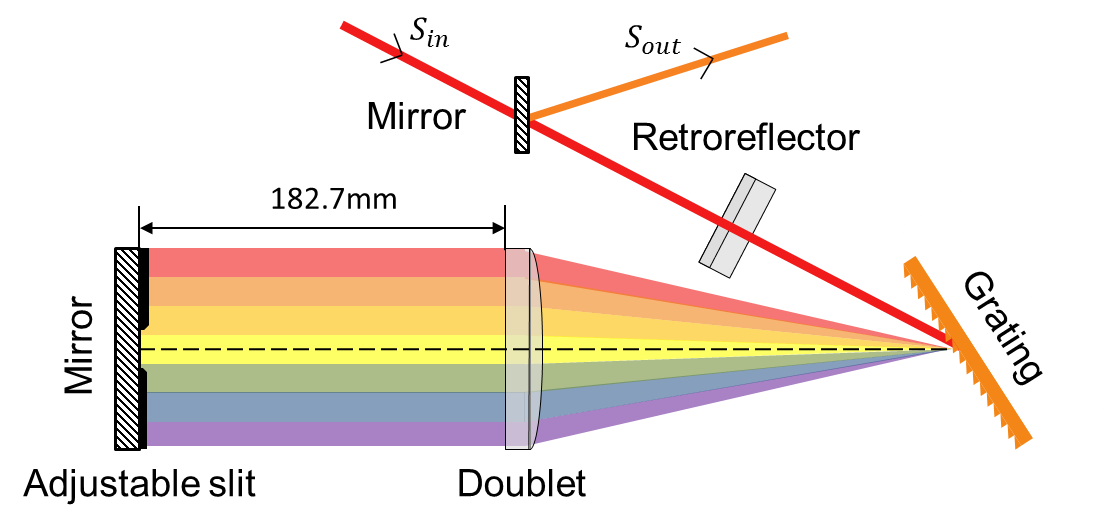 S_in
S_out
Mirror
Retroreflector
182.7mm
Grating
Mirror
Adjustable slit
Doublet